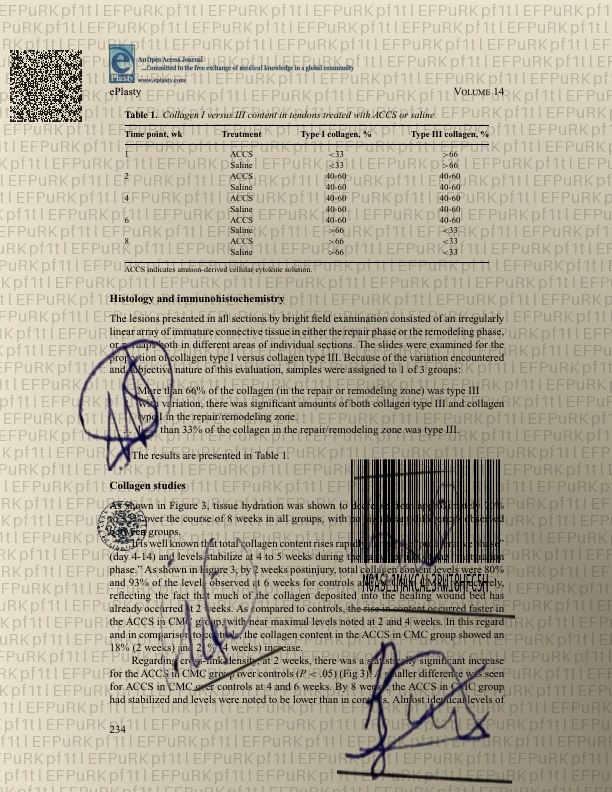 An Open Access Journal
...Committed to the free exchange of medical knowledge in a global community
ePlasty www.eplasty.com
ePlasty VOLUME 14
Table 1. Collagen I versus III content in tendons treated with ACCS or saline
Time point, wk Treatment Type I collagen, % Type III collagen, %
1 ACCS <33 >66
Saline <33 >66
2 ACCS 40-60 40-60
Saline 40-60 40-60
4 ACCS 40-60 40-60
Saline 40-60 40-60
6 ACCS 40-60 40-60
Saline >66 <33
8 ACCS >66 <33
Saline >66 <33
ACCS indicates amnion-derived cellular cytokine solution.
Histology and immunohistochemistry
The lesions presented in all sections by bright field examination consisted of an irregularly
linear array of immature connective tissue in either the repair phase or the remodeling phase,
or perhaps both in different areas of individual sections. The slides were examined for the
proportion of collagen type I versus collagen type III. Because of the variation encountered
and subjective nature of this evaluation, samples were assigned to 1 of 3 groups:
More than 66% of the collagen (in the repair or remodeling zone) was type III
with variation, there was significant amounts of both collagen type III and collagen
type I in the repair/remodeling zone.
than 33% of the collagen in the repair/remodeling zone was type III.
The results are presented in Table 1.
Collagen studies
As shown in Figure 3, tissue hydration was shown to decrease from approximately 70%
over the course of 8 weeks in all groups, with no significant differences observed
groups.
It is well known that total collagen content rises rapidly phase"
(day 4-14) and levels stabilize at 4 to 5 weeks during the "maturation
phase." As shown in Figure 3, by 2 weeks postinjury, total collagen content levels were 80%
and 93% of the level observed at 6 weeks for controls
reflecting the fact that much of the collagen deposited into the healing wound bed has
already occurred weeks. As compared to controls, the rise in content occurred faster in
the ACCS in CMC group, with near maximal levels noted at 2 and 4 weeks. In this regard
and in comparison to controls, the collagen content in the ACCS in CMC group showed an
18% (2 weeks) and (4 weeks) increase.
Regarding cross-link density, at 2 weeks, there was a statistically significant increase
for the ACCS in CMC group over controls (P < .05) (Fig 3). A smaller difference was seen
for ACCS in CMC over controls at 4 and 6 weeks. By 8 weeks, the ACCS in CMC group
had stabilized and levels were noted to be lower than in controls. Almost identical levels of
234